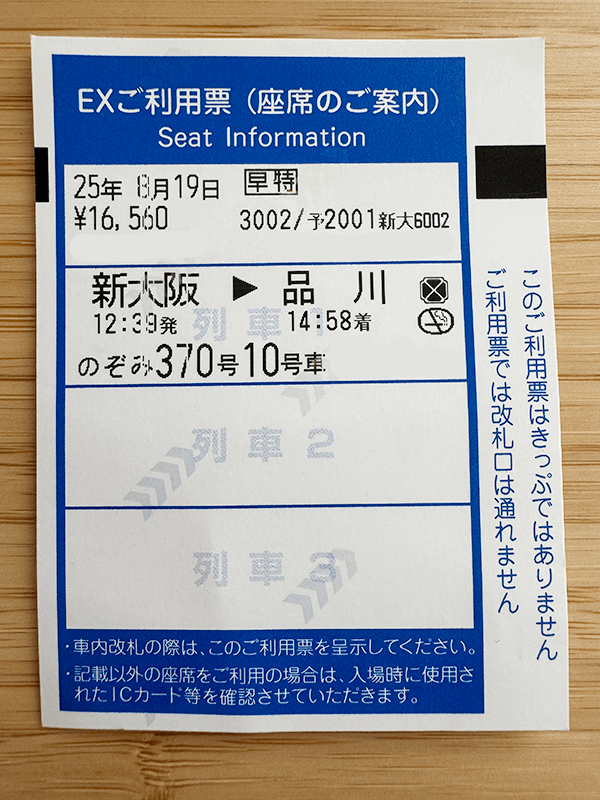 EXご利用票（座席のご案内）
Seat Information
25年 8月19日 早特
¥16,560 3002/予2001新大6002
新大阪 ▶ 品川
12:39発 14:58着
のぞみ370号10号車
列車1
列車2
列車3
・車内改札の際は、このご利用票を呈示してください。
・記載以外の座席をご利用の場合は、入場時に使用さ
れたICカード等を確認させていただきます。
このご利用票はきっぷではありません
ご利用票では改札口は通れません